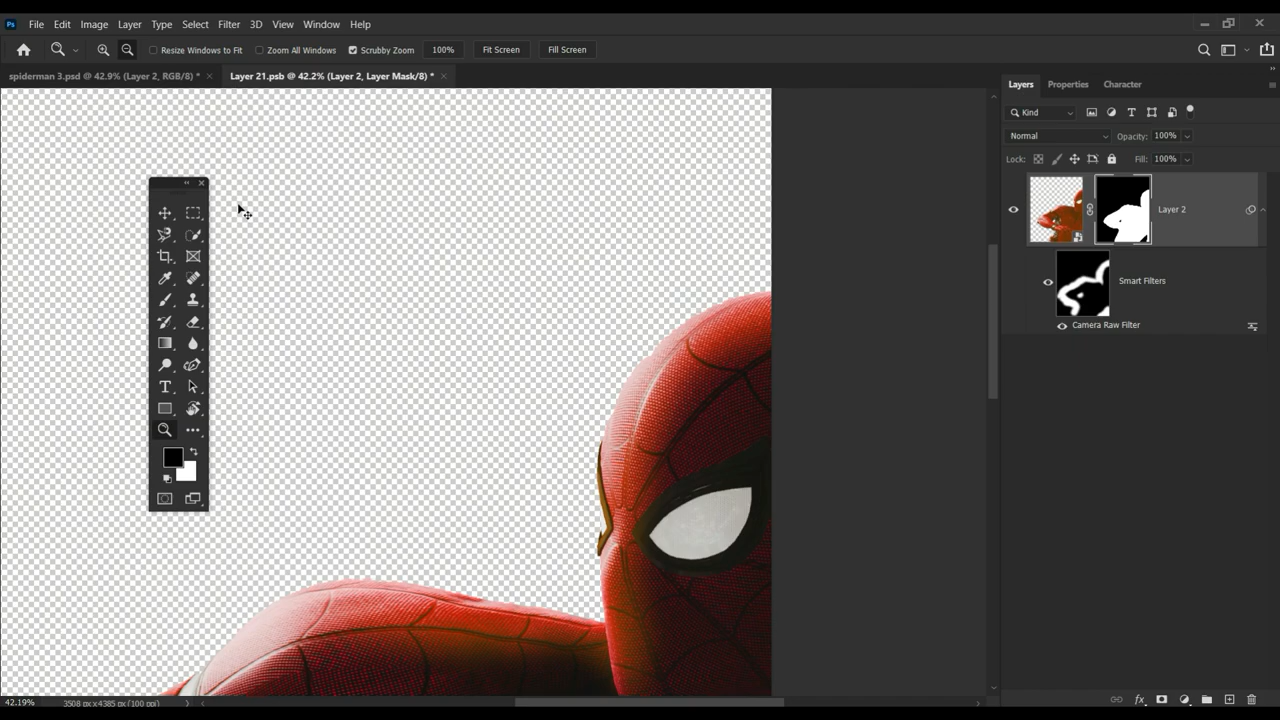 Ps File Edit Image Layer Type Select Filter 3D View Window Help
Resize Windows to Fit Zoom All Windows Scrubby Zoom 100% Fit Screen Fill Screen
spiderman 3.psd @ 42.9% (Layer 2, RGB/8) * × Layer 21.psb @ 42.2% (Layer 2, Layer Mask/8) * ×
Layers Properties Character
Kind
Normal Opacity: 100%
Lock: Fill: 100%
Layer 2
Smart Filters
Camera Raw Filter
42.19% 3508 px x 4385 px (100 ppi)